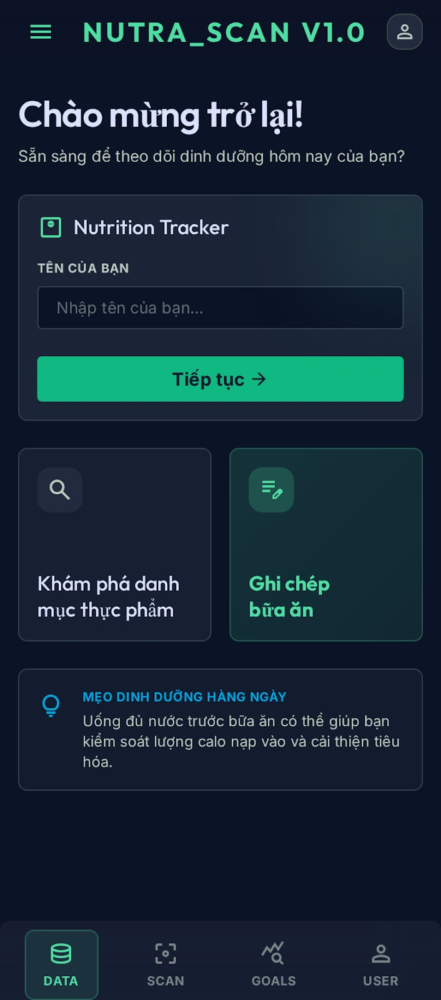 NUTRA_SCAN V1.0
Chào mừng trở lại!
Sẵn sàng để theo dõi dinh dưỡng hôm nay của bạn?
Nutrition Tracker
TÊN CỦA BẠN
Nhập tên của bạn...
Tiếp tục →
Khám phá danh
mục thực phẩm
Ghi chép
bữa ăn
MẸO DINH DƯỠNG HÀNG NGÀY
Uống đủ nước trước bữa ăn có thể giúp bạn
kiểm soát lượng calo nạp vào và cải thiện tiêu
hóa.
DATA
SCAN
GOALS
USER